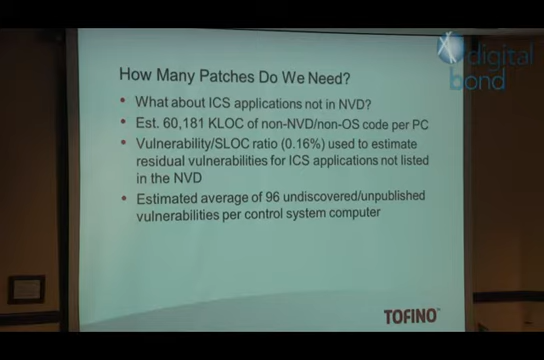 digital
bond
How Many Patches Do We Need?
• What about ICS applications not in NVD?
• Est. 60,181 KLOC of non-NVD/non-OS code per PC
• Vulnerability/SLOC ratio (0.16%) used to estimate
residual vulnerabilities for ICS applications not listed
in the NVD
• Estimated average of 96 undiscovered/unpublished
vulnerabilities per control system computer
TOFINO™